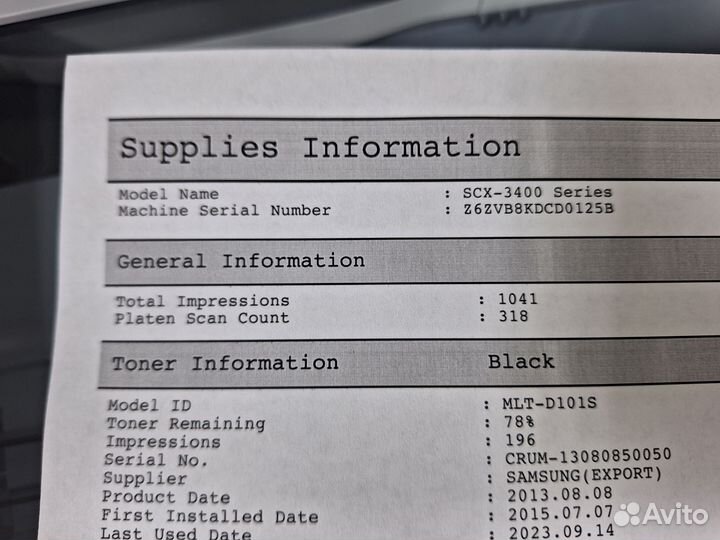 Supplies Information
Model Name : SCX-3400 Series
Machine Serial Number : Z6ZVB8KDCD0125B
General Information
Total Impressions : 1041
Platen Scan Count : 318
Toner Information Black
Model ID : MLT-D101S
Toner Remaining : 78%
Impressions : 196
Serial No. : CRUM-13080850050
Supplier : SAMSUNG(EXPORT)
Product Date : 2013.08.08
First Installed Date : 2015.07.07
Last Used Date : 2023.09.14
Avito